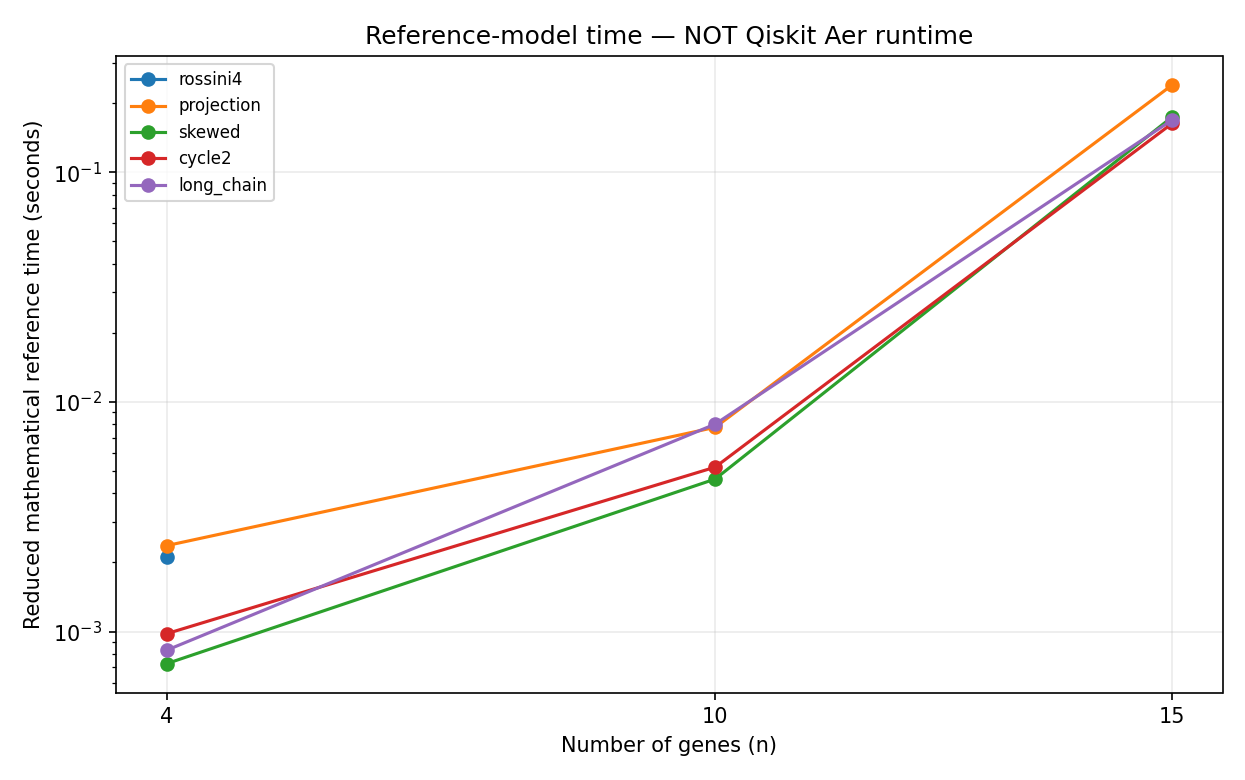 Reference-model time — NOT Qiskit Aer runtime
rossini4
projection
skewed
cycle2
long_chain
Reduced mathematical reference time (seconds)
10⁻¹
10⁻²
10⁻³
4 10 15
Number of genes (n)